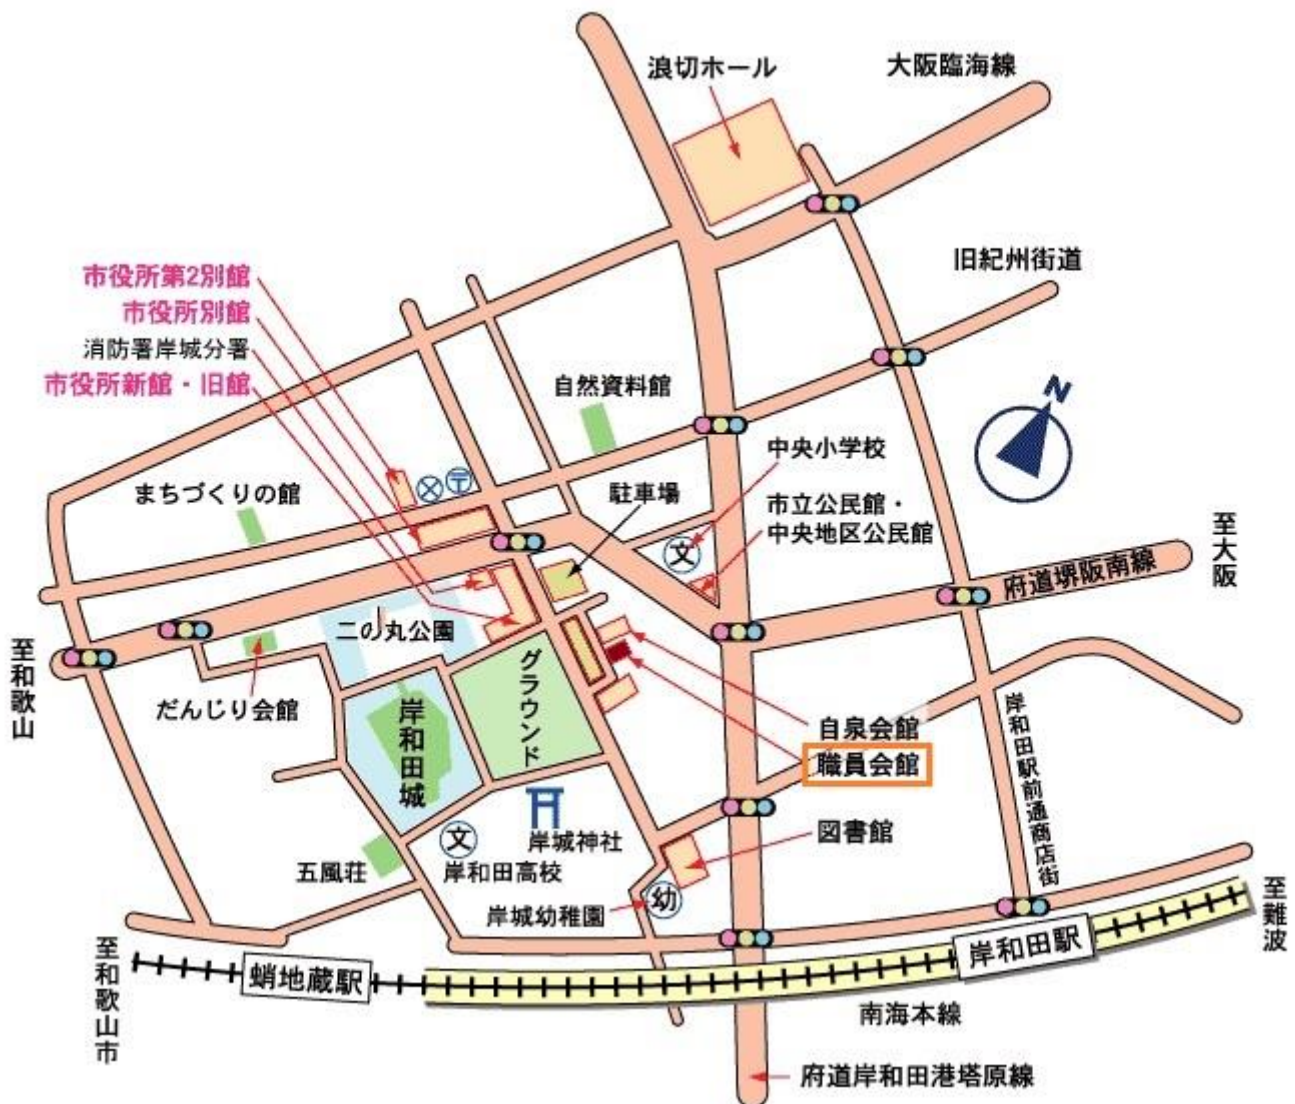 浪切ホール
大阪臨海線
旧紀州街道
市役所第2別館
市役所別館
消防署岸城分署
市役所新館・旧館
自然資料館
N
中央小学校
市立公民館・
中央地区公民館
まちづくりの館
〒
駐車場
文
至大阪
府道堺阪南線
二の丸公園
グラウンド
至和歌山
だんじり会館
岸和田城
自泉会館
職員会館
岸和田駅前通商店街
岸城神社
図書館
文
五風荘
岸和田高校
岸城幼稚園
幼
至難波
至和歌山市
蛸地蔵駅
岸和田駅
南海本線
府道岸和田港塔原線